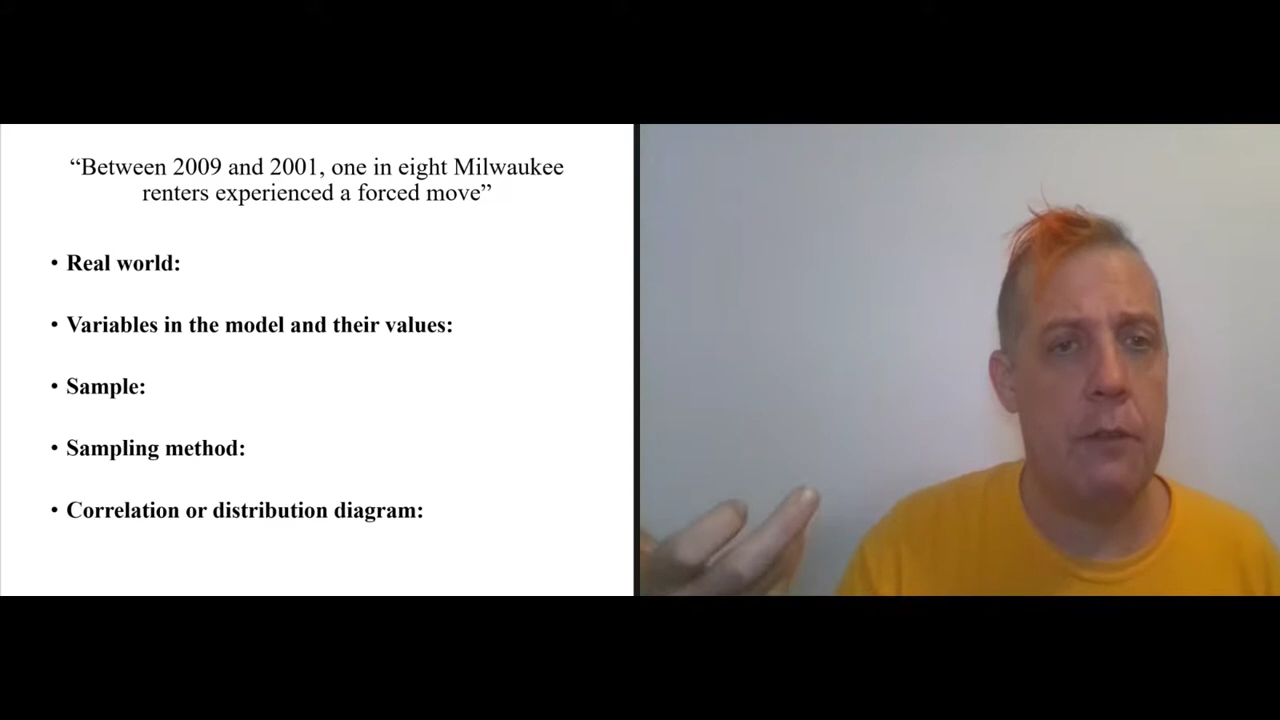 “Between 2009 and 2001, one in eight Milwaukee
renters experienced a forced move”
• Real world:
• Variables in the model and their values:
• Sample:
• Sampling method:
• Correlation or distribution diagram: